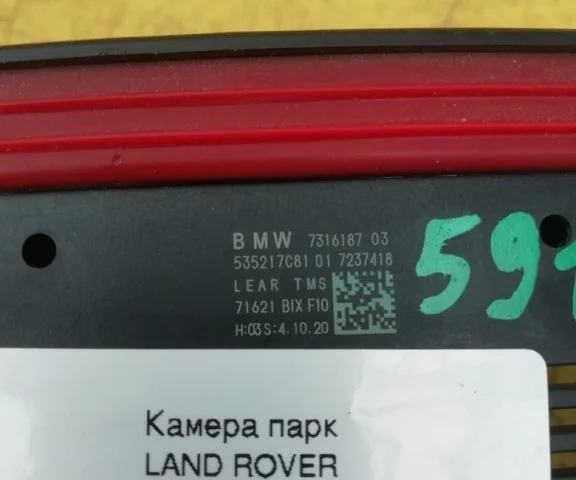 BMW 7316187 03
535217C81 01 7237418
LEAR TMS
71621 BIX F10
H:03 S:4.10.20
591
Камера парк
LAND ROVER